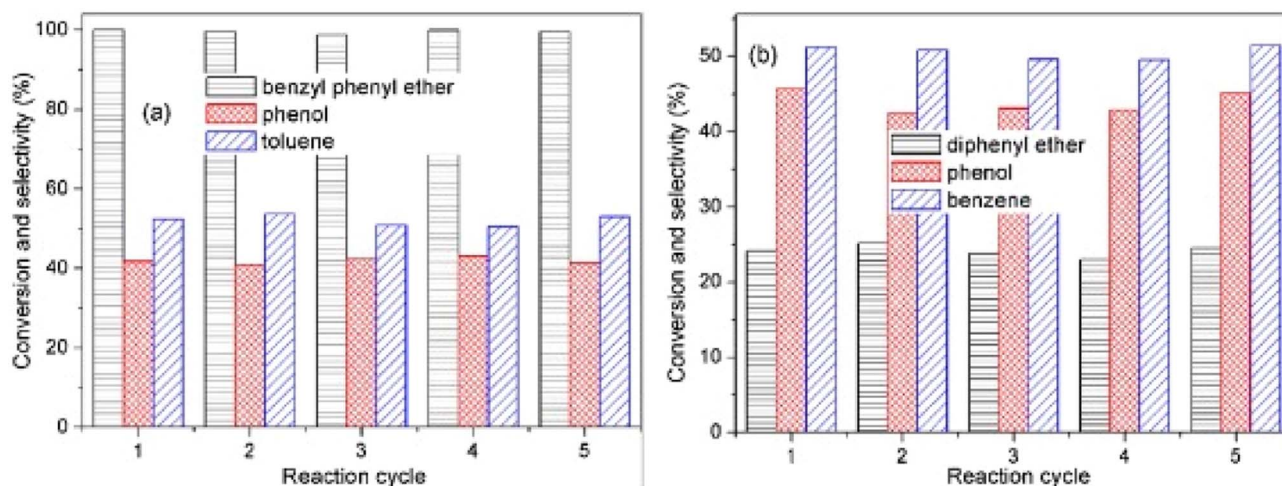 Conversion and selectivity (%)
100
80
60
40
20
0
(a)
benzyl phenyl ether
phenol
toluene
1 2 3 4 5
Reaction cycle
Conversion and selectivity (%)
50
40
30
20
10
0
(b)
diphenyl ether
phenol
benzene
1 2 3 4 5
Reaction cycle